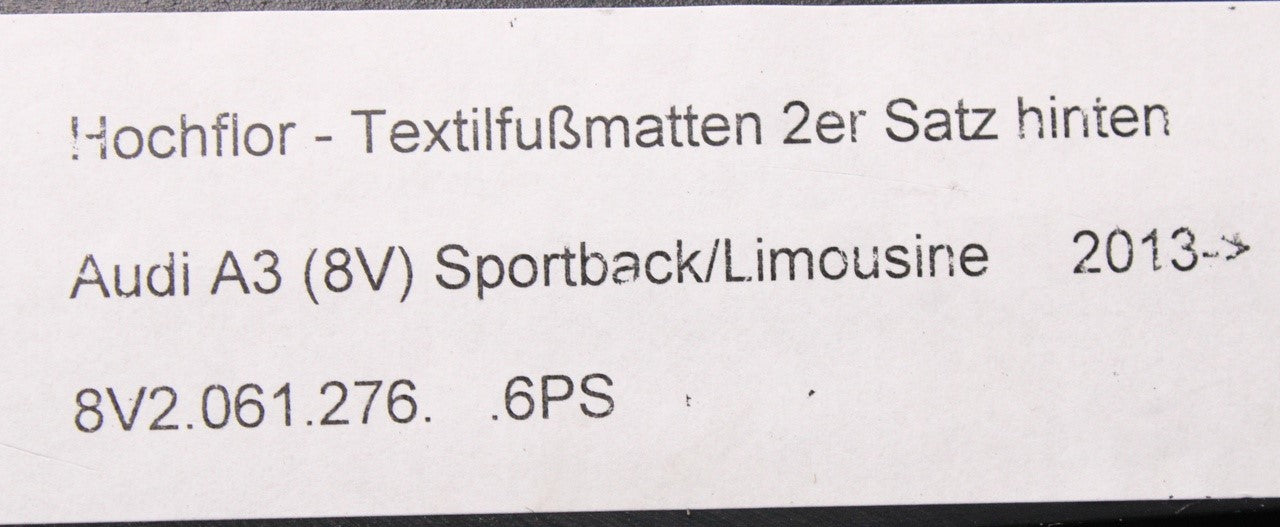 Hochflor - Textilfußmatten 2er Satz hinten
Audi A3 (8V) Sportback/Limousine 2013->
8V2.061.276. .6PS